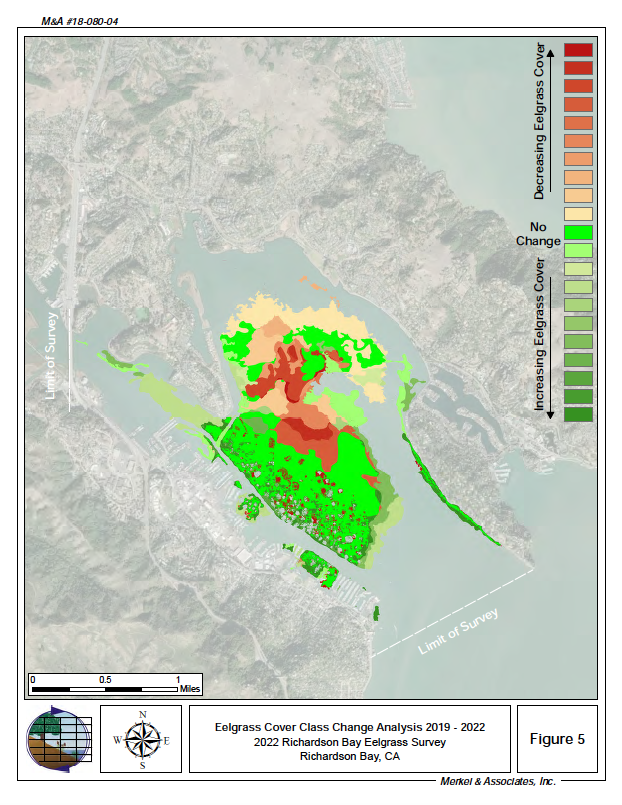 M&A #18-080-04
Decreasing Eelgrass Cover
No
Change
Increasing Eelgrass Cover
Limit of Survey
Limit of Survey
0 0.5 1
Miles
N
W E
S
Eelgrass Cover Class Change Analysis 2019 - 2022
2022 Richardson Bay Eelgrass Survey
Richardson Bay, CA
Figure 5
Merkel & Associates, Inc.